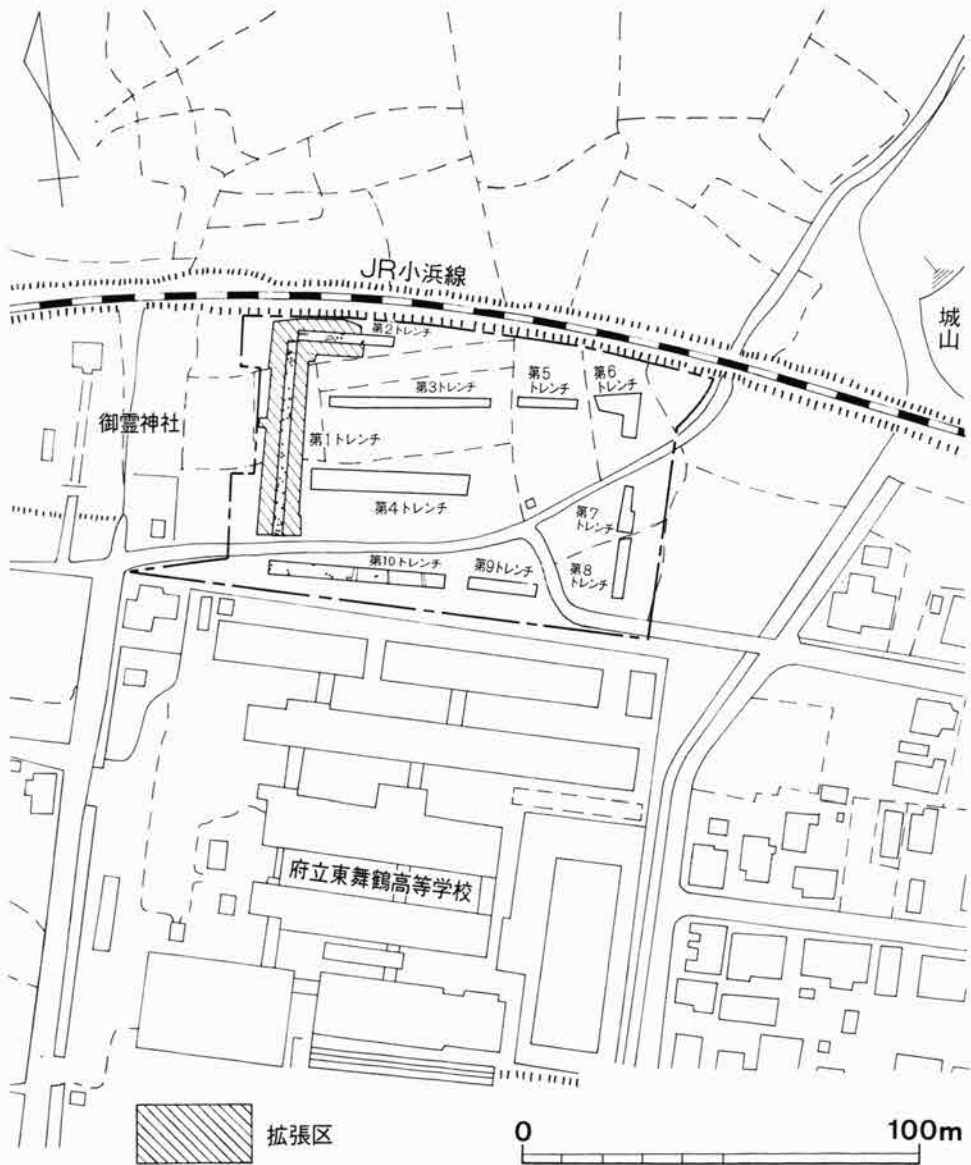 JR小浜線
城山
第2トレンチ
第3トレンチ
第5
トレンチ
第6
トレンチ
御霊神社
第1トレンチ
第4トレンチ
第7
トレンチ
第10トレンチ
第9トレンチ
第8
トレンチ
府立東舞鶴高等学校
拡張区
0
100m